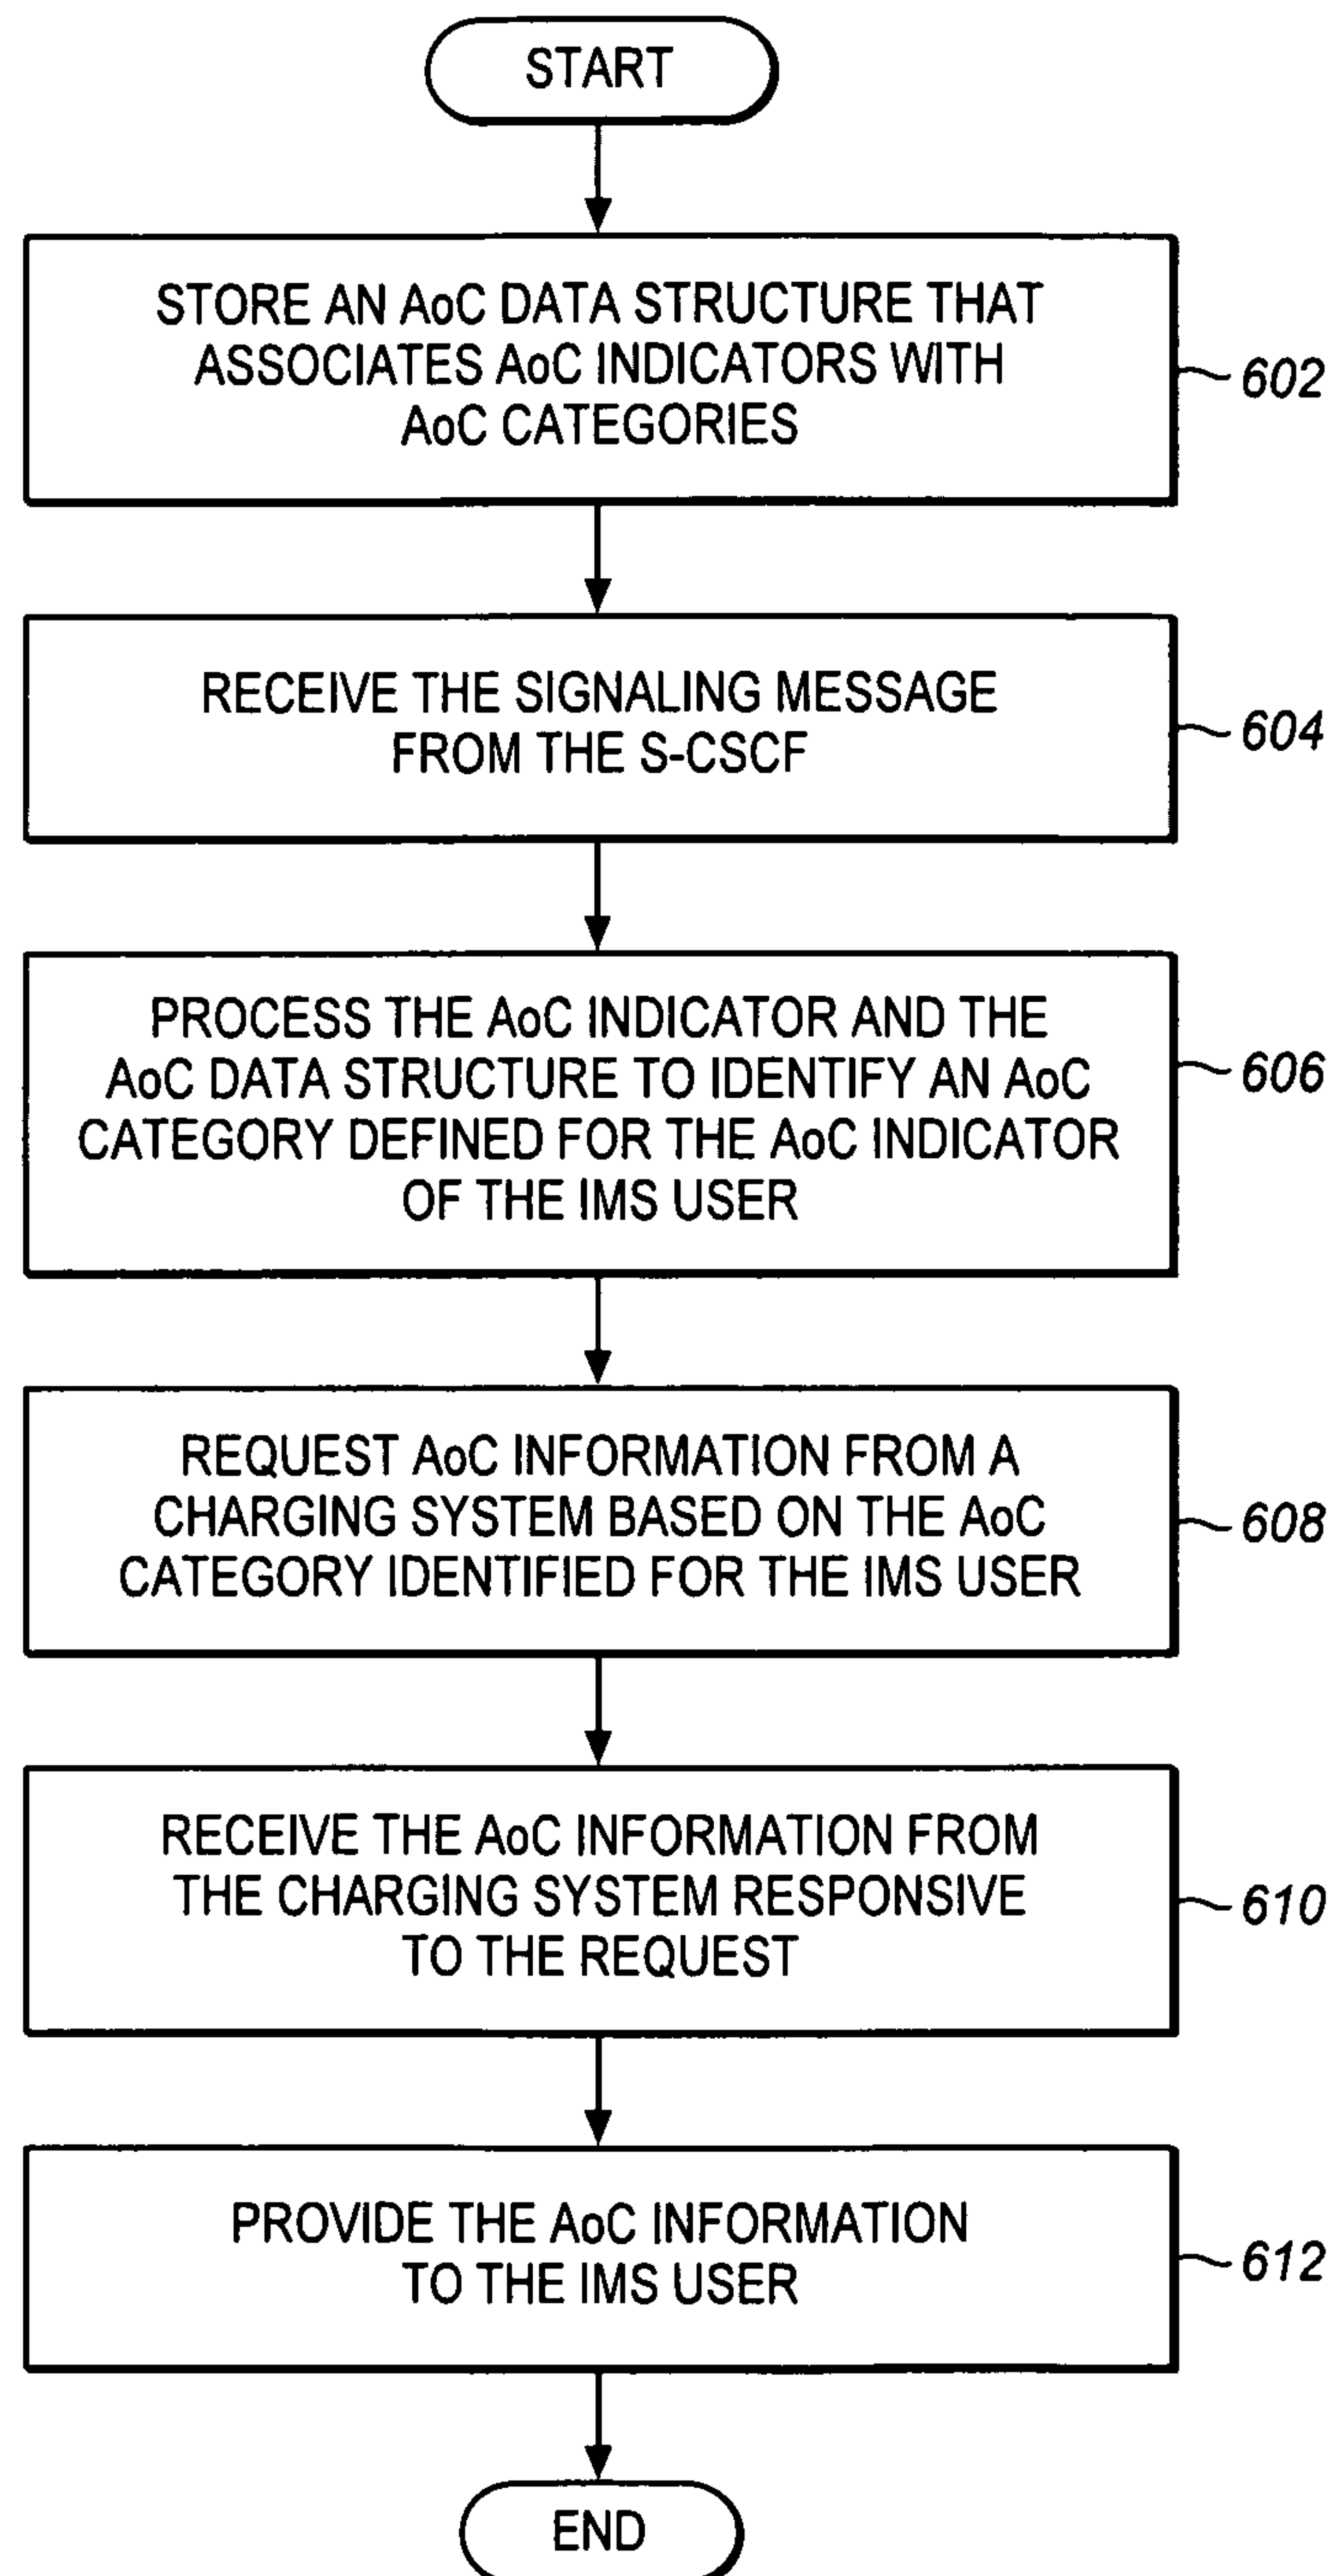 START
STORE AN AoC DATA STRUCTURE THAT
ASSOCIATES AoC INDICATORS WITH
AoC CATEGORIES
602
RECEIVE THE SIGNALING MESSAGE
FROM THE S-CSCF
604
PROCESS THE AoC INDICATOR AND THE
AoC DATA STRUCTURE TO IDENTIFY AN AoC
CATEGORY DEFINED FOR THE AoC INDICATOR
OF THE IMS USER
606
REQUEST AoC INFORMATION FROM A
CHARGING SYSTEM BASED ON THE AoC
CATEGORY IDENTIFIED FOR THE IMS USER
608
RECEIVE THE AoC INFORMATION FROM
THE CHARGING SYSTEM RESPONSIVE
TO THE REQUEST
610
PROVIDE THE AoC INFORMATION
TO THE IMS USER
612
END